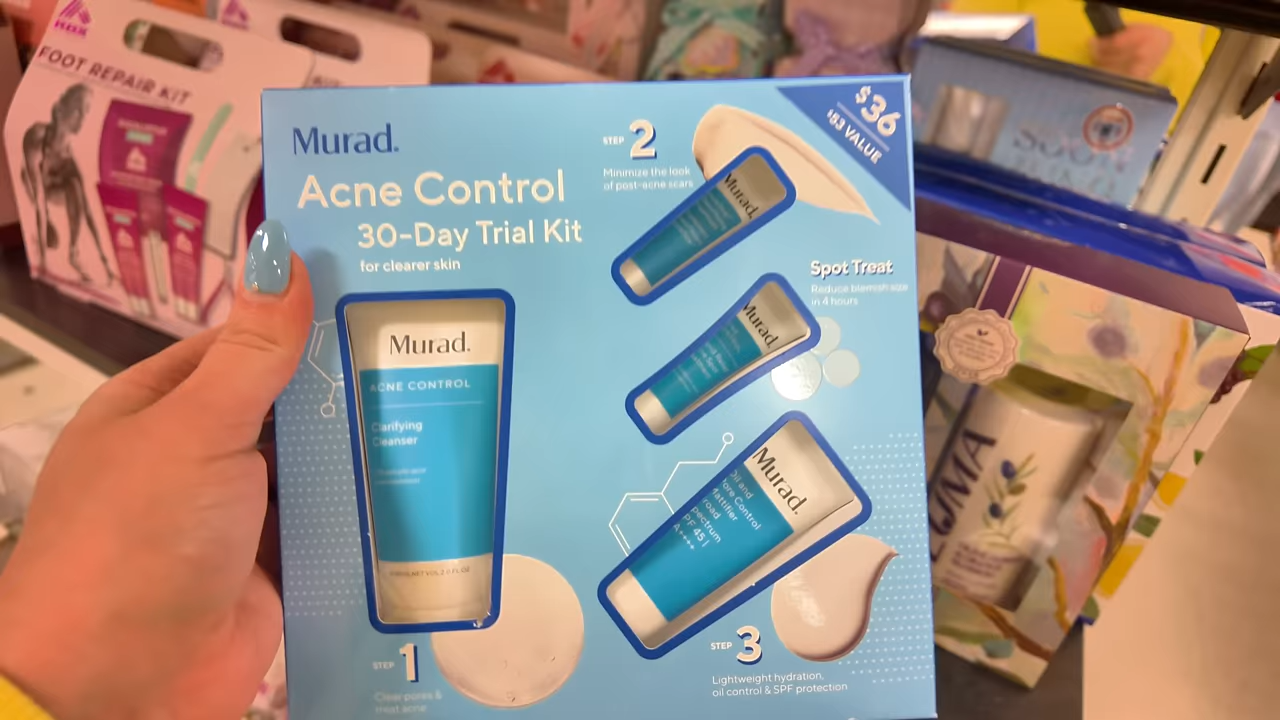 FOOT REPAIR KIT
Murad.
Acne Control
30-Day Trial Kit
for clearer skin
$36
$53 VALUE
STEP 2
Minimize the look
of post-acne scars
Murad.
Spot Treat
Reduce blemish size
in 4 hours
Murad.
Murad.
ACNE CONTROL
Clarifying
Cleanser
Murad.
Oil and
Pore Control
Mattifier
Broad
Spectrum
SPF 45 |
PA++++
STEP 1
Clear pores &
treat acne
STEP 3
Lightweight hydration,
oil control & SPF protection